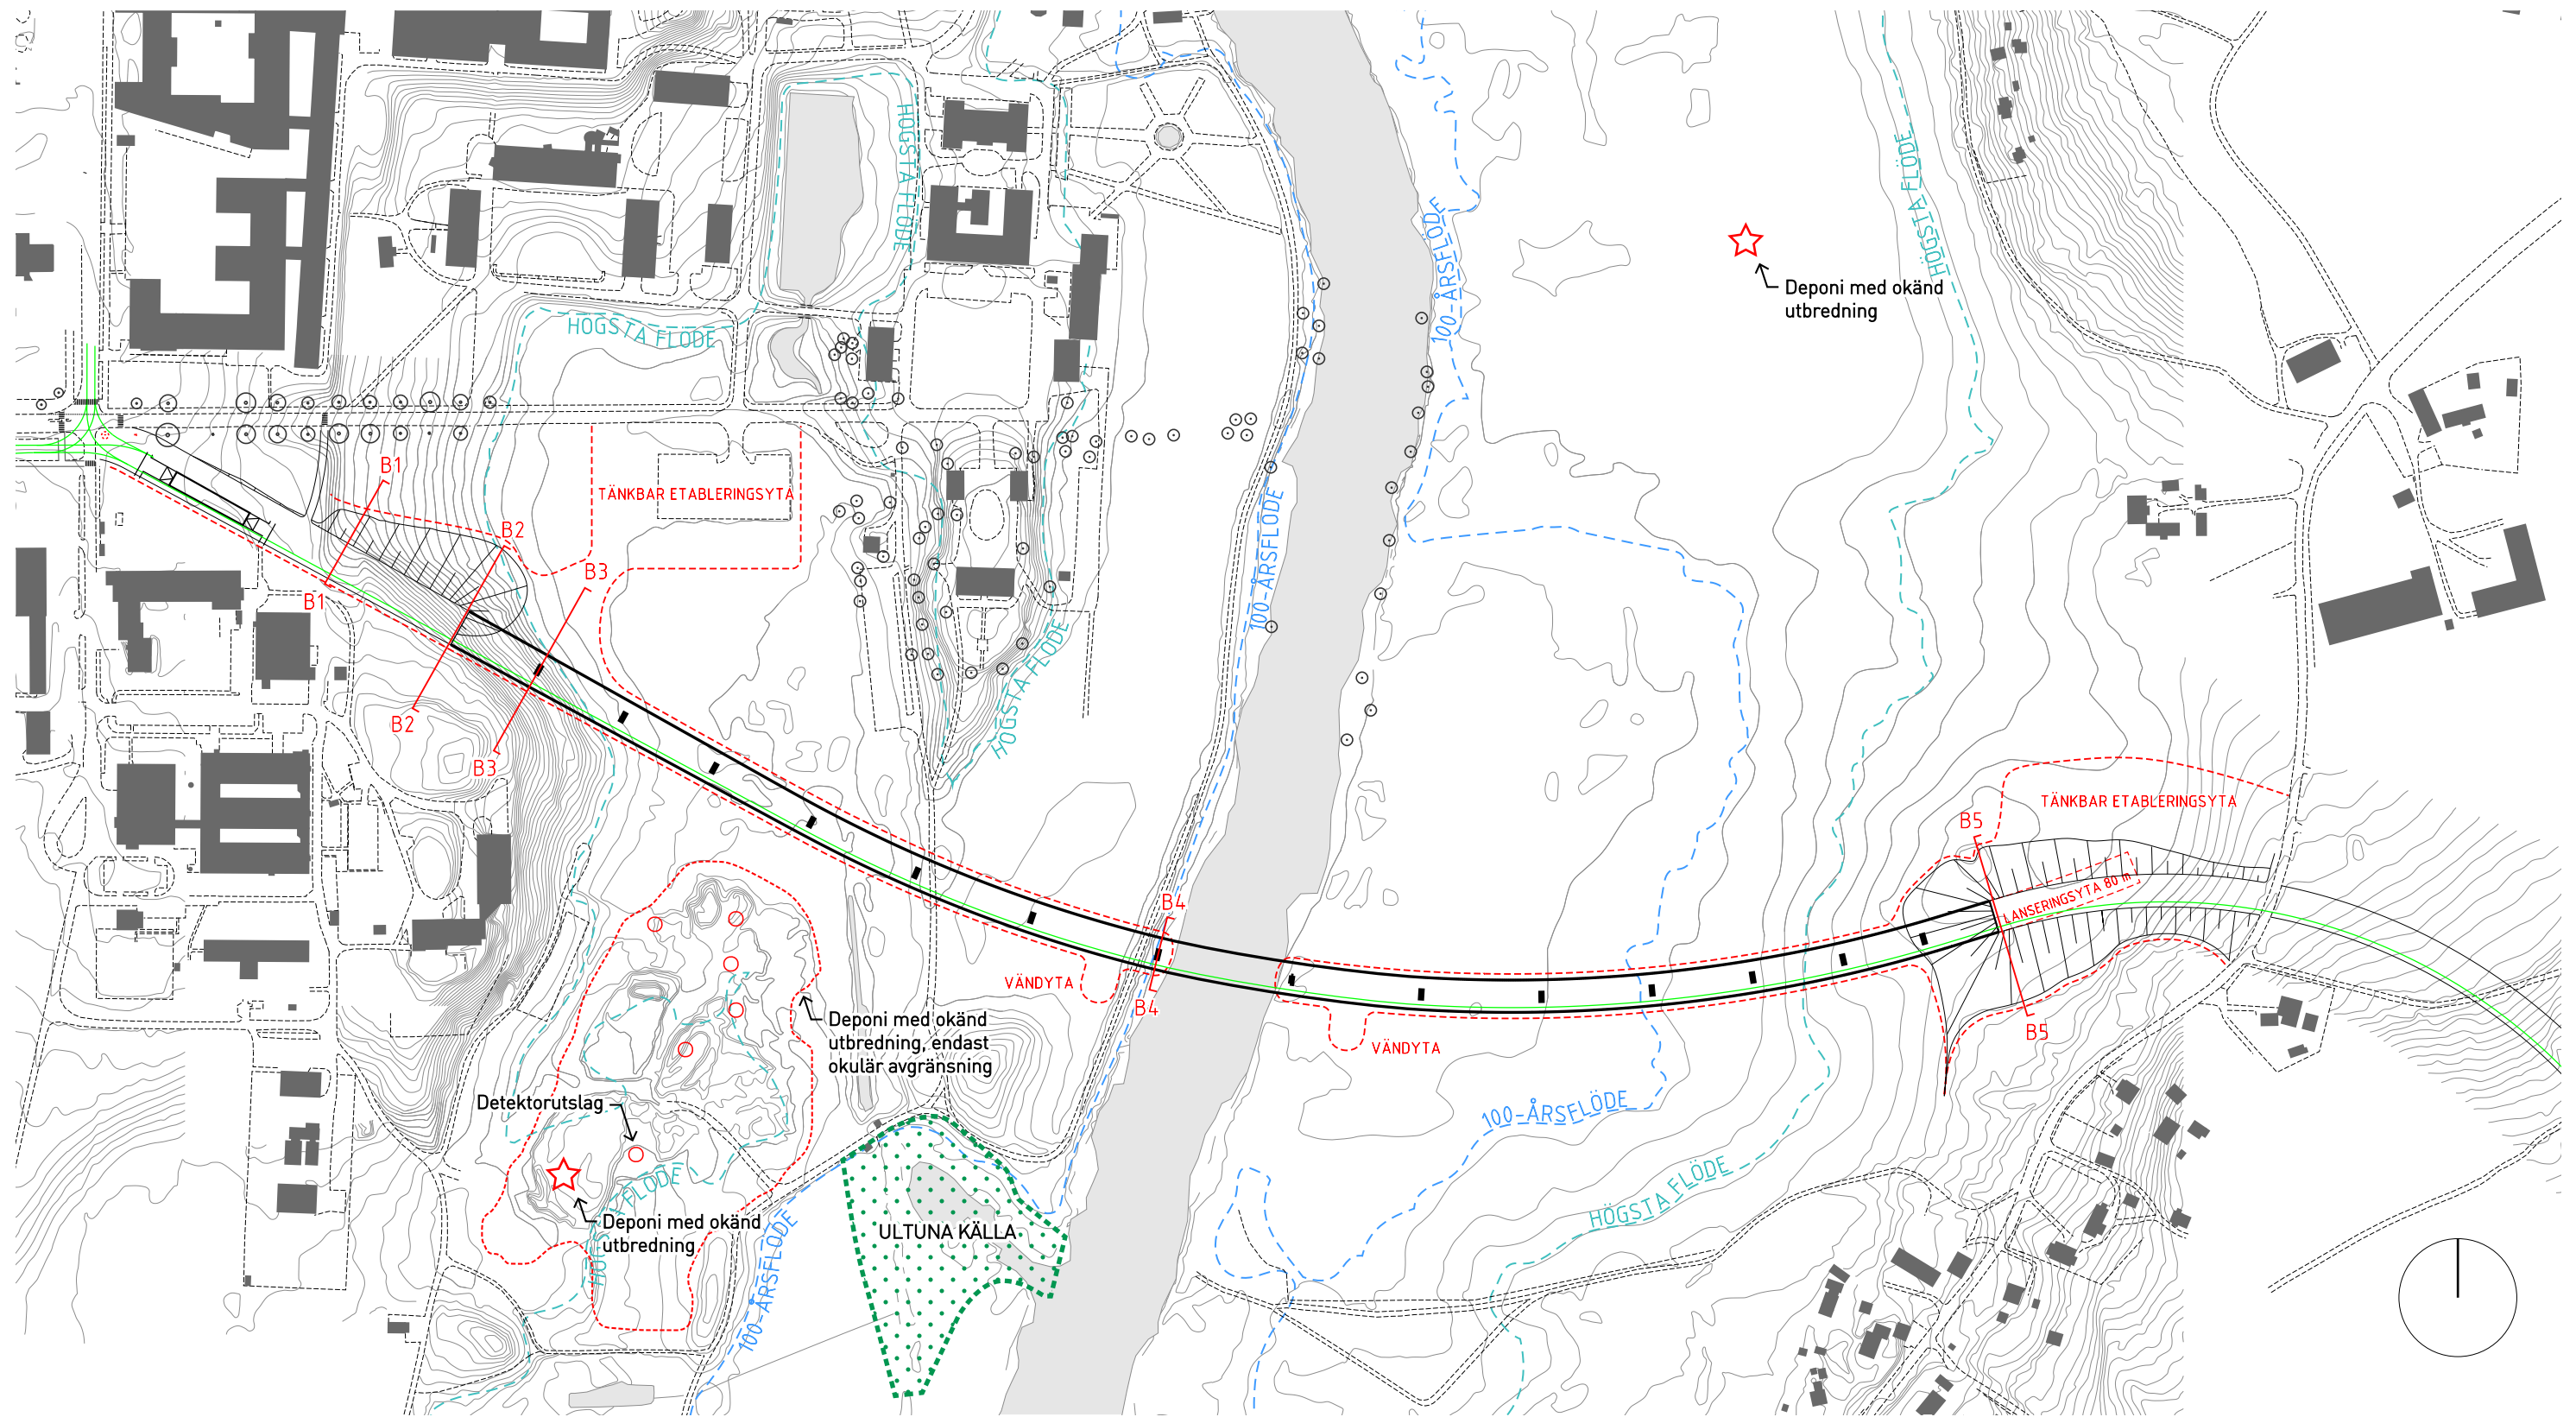 HÖGSTA FLÖDE
HÖGSTA FLÖDE
100-ÅRSFLÖDE
Deponi med okänd
utbredning
HÖGSTA FLÖDE
B1
TÄNKBAR ETABLERINGSYTA
B2
100-ÅRSFLÖDE
B3
B1
HÖGSTA FLÖDE
B2
B3
TÄNKBAR ETABLERINGSYTA
B5
LANSERINGSYTA 80 m
B4
VÄNDYTA
B4
Deponi med okänd
utbredning, endast
okulär avgränsning
B5
VÄNDYTA
Detektorutslag
100-ÅRSFLÖDE
HÖGSTA FLÖDE
HÖGSTA FLÖDE
Deponi med okänd
utbredning
100-ÅRSFLÖDE
ULTUNA KÄLLA